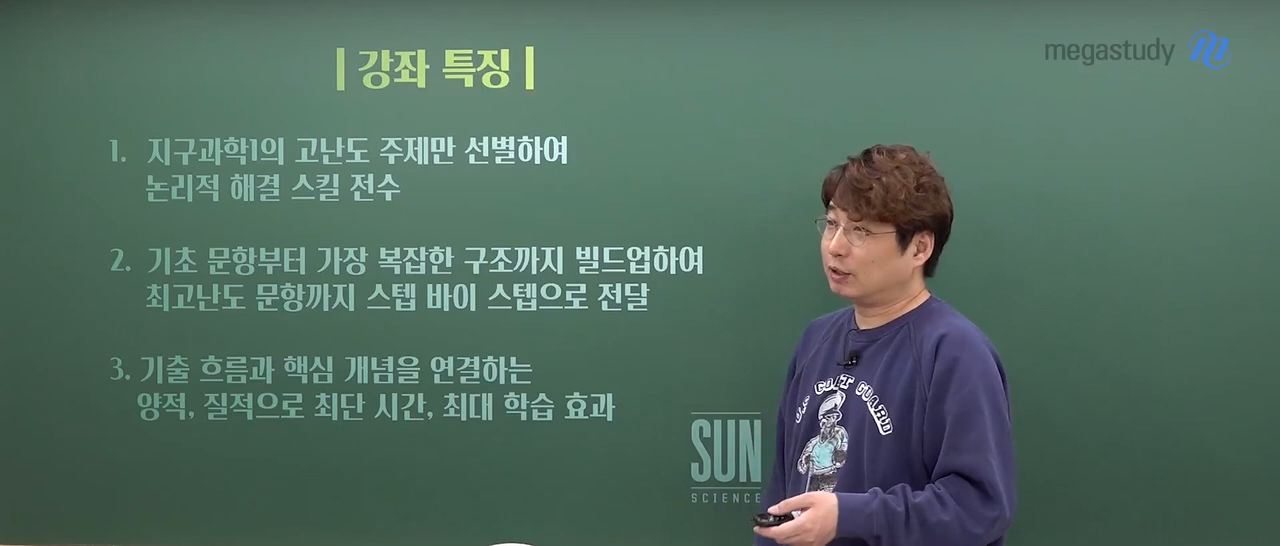 강좌 특징
megastudy
1. 지구과학1의 고난도 주제만 선별하여
논리적 해결 스킬 전수
2. 기초 문항부터 가장 복잡한 구조까지 빌드업하여
최고난도 문항까지 스텝 바이 스텝으로 전달
3. 기출 흐름과 핵심 개념을 연결하는
양적, 질적으로 최단 시간, 최대 학습 효과
COAST GUARD
SUN
SCIENCE